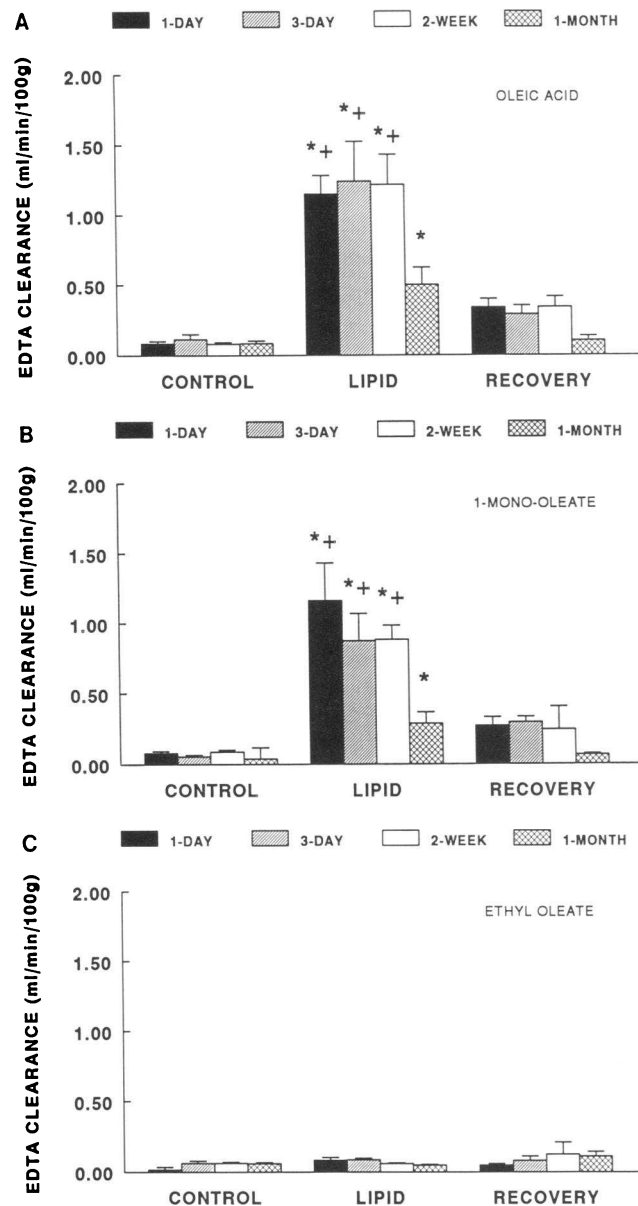 A
1-DAY 3-DAY 2-WEEK 1-MONTH
EDTA CLEARANCE (ml/min/100g)
2.00
1.50
1.00
0.50
0.00
OLEIC ACID
*+ *+ *+ *
CONTROL LIPID RECOVERY
B
1-DAY 3-DAY 2-WEEK 1-MONTH
EDTA CLEARANCE (ml/min/100g)
2.00
1.50
1.00
0.50
0.00
1-MONO-OLEATE
*+ *+ *+ *
CONTROL LIPID RECOVERY
C
1-DAY 3-DAY 2-WEEK 1-MONTH
EDTA CLEARANCE (ml/min/100g)
2.00
1.50
1.00
0.50
0.00
ETHYL OLEATE
CONTROL LIPID RECOVERY